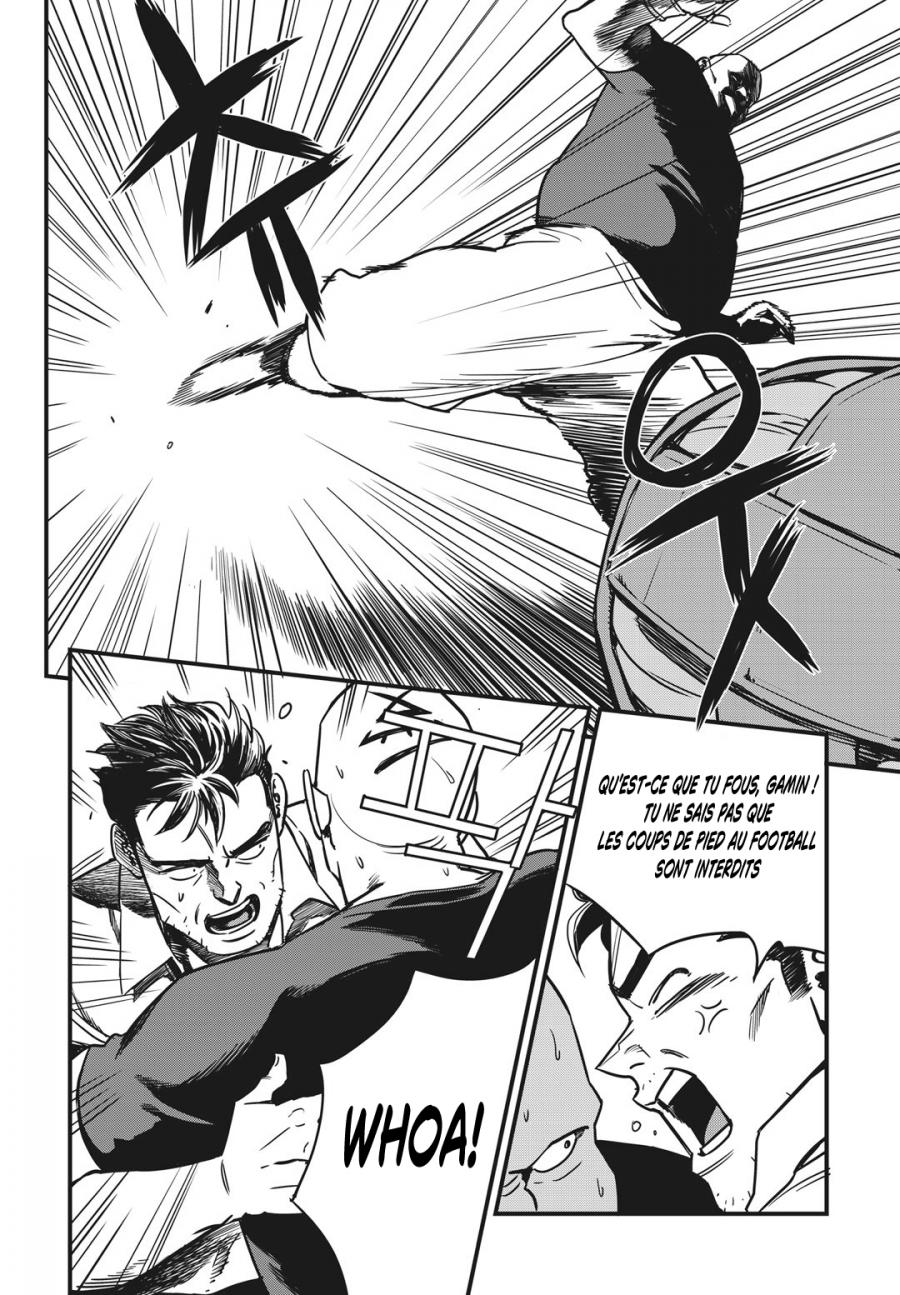 QU'EST-CE QUE TU FOUS, GAMIN !
TU NE SAIS PAS QUE
LES COUPS DE PIED AU FOOTBALL
SONT INTERDITS
WHOA!